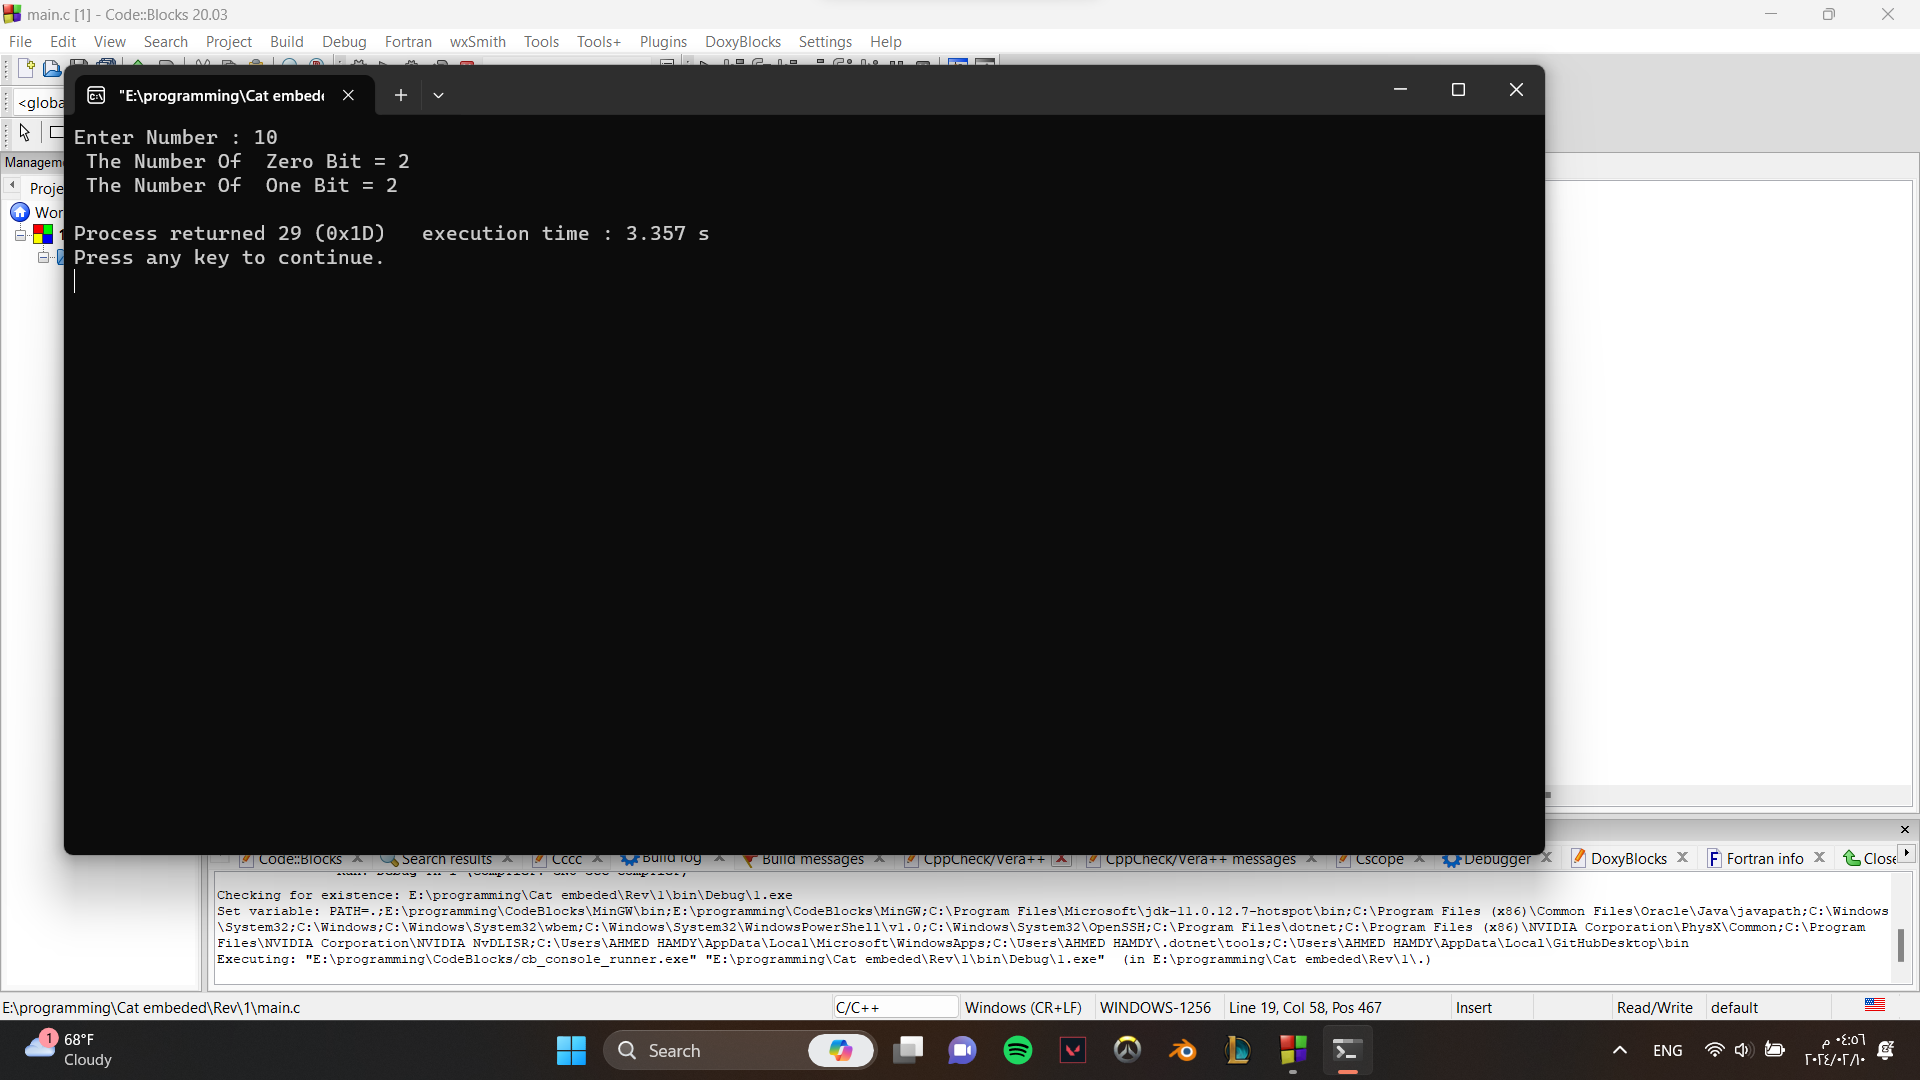 main.c [1] - Code::Blocks 20.03
File Edit View Search Project Build Debug Fortran wxSmith Tools Tools+ Plugins DoxyBlocks Settings Help
"E:\programming\Cat embede
<globa
Enter Number : 10
The Number Of  Zero Bit = 2
The Number Of  One Bit = 2
Process returned 29 (0x1D)   execution time : 3.357 s
Press any key to continue.
Managem
Proje
Wor
Code::Blocks Search results Cccc Build log Build messages CppCheck/Vera++ CppCheck/Vera++ messages Cscope Debugger DoxyBlocks Fortran info Close
Checking for existence: E:\programming\Cat embeded\Rev\1\bin\Debug\1.exe
Set variable: PATH=.;E:\programming\CodeBlocks\MinGW\bin;E:\programming\CodeBlocks\MinGW;C:\Program Files\Microsoft\jdk-11.0.12.7-hotspot\bin;C:\Program Files (x86)\Common Files\Oracle\Java\javapath;C:\Windows
\System32;C:\Windows;C:\Windows\System32\wbem;C:\Windows\System32\WindowsPowerShell\v1.0;C:\Windows\System32\OpenSSH;C:\Program Files\dotnet;C:\Program Files (x86)\NVIDIA Corporation\PhysX\Common;C:\Program
Files\NVIDIA Corporation\NVIDIA NvDLISR;C:\Users\AHMED HAMDY\AppData\Local\Microsoft\WindowsApps;C:\Users\AHMED HAMDY\.dotnet\tools;C:\Users\AHMED HAMDY\AppData\Local\GitHubDesktop\bin
Executing: "E:\programming\CodeBlocks/cb_console_runner.exe" "E:\programming\Cat embeded\Rev\1\bin\Debug\1.exe"  (in E:\programming\Cat embeded\Rev\1\.)
E:\programming\Cat embeded\Rev\1\main.c C/C++ Windows (CR+LF) WINDOWS-1256 Line 19, Col 58, Pos 467 Insert Read/Write default
1
68°F
Cloudy
Search
ENG
٠٤:٥٦ م
٢٠٢٤/٠٢/١٠